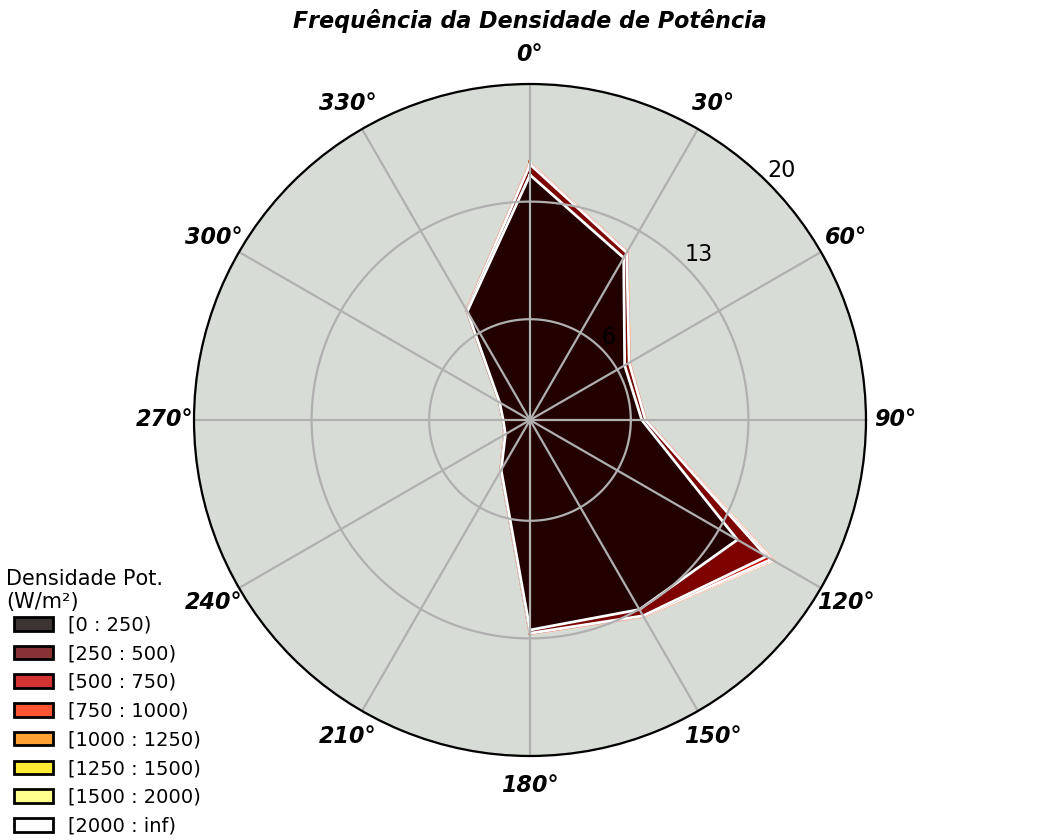 Frequência da Densidade de Potência
0°
330°
30°
20
300°
60°
13
6
270°
90°
240°
120°
210°
150°
180°
Densidade Pot.
(W/m²)
[0 : 250)
[250 : 500)
[500 : 750)
[750 : 1000)
[1000 : 1250)
[1250 : 1500)
[1500 : 2000)
[2000 : inf)